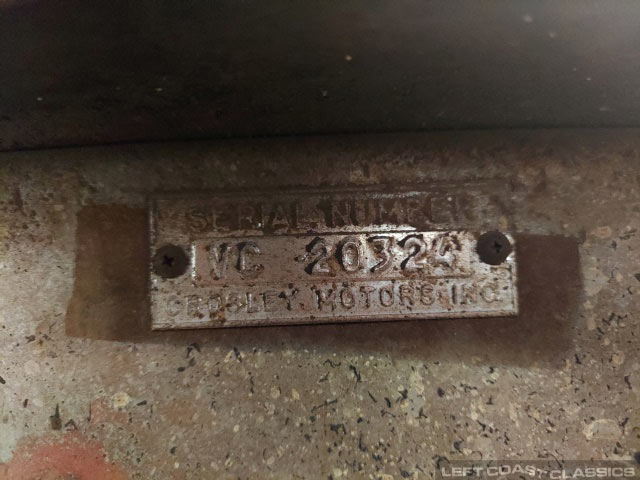 SERIAL NUMBER
VC 20324
CROSLEY MOTORS INC.
LEFT COAST CLASSICS